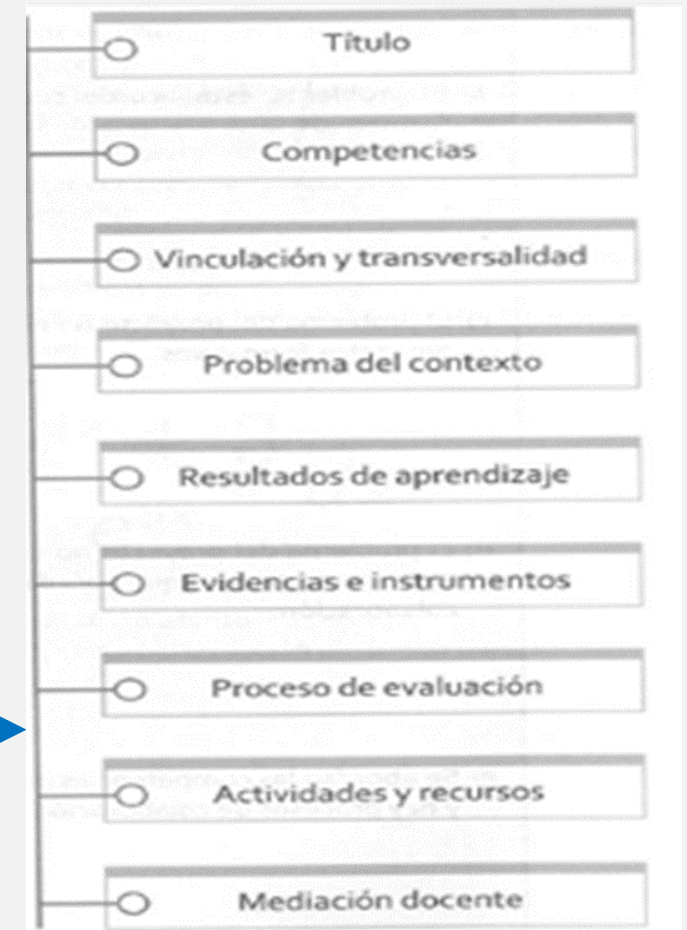 Título
Competencias
Vinculación y transversalidad
Problema del contexto
Resultados de aprendizaje
Evidencias e instrumentos
Proceso de evaluación
Actividades y recursos
Mediación docente